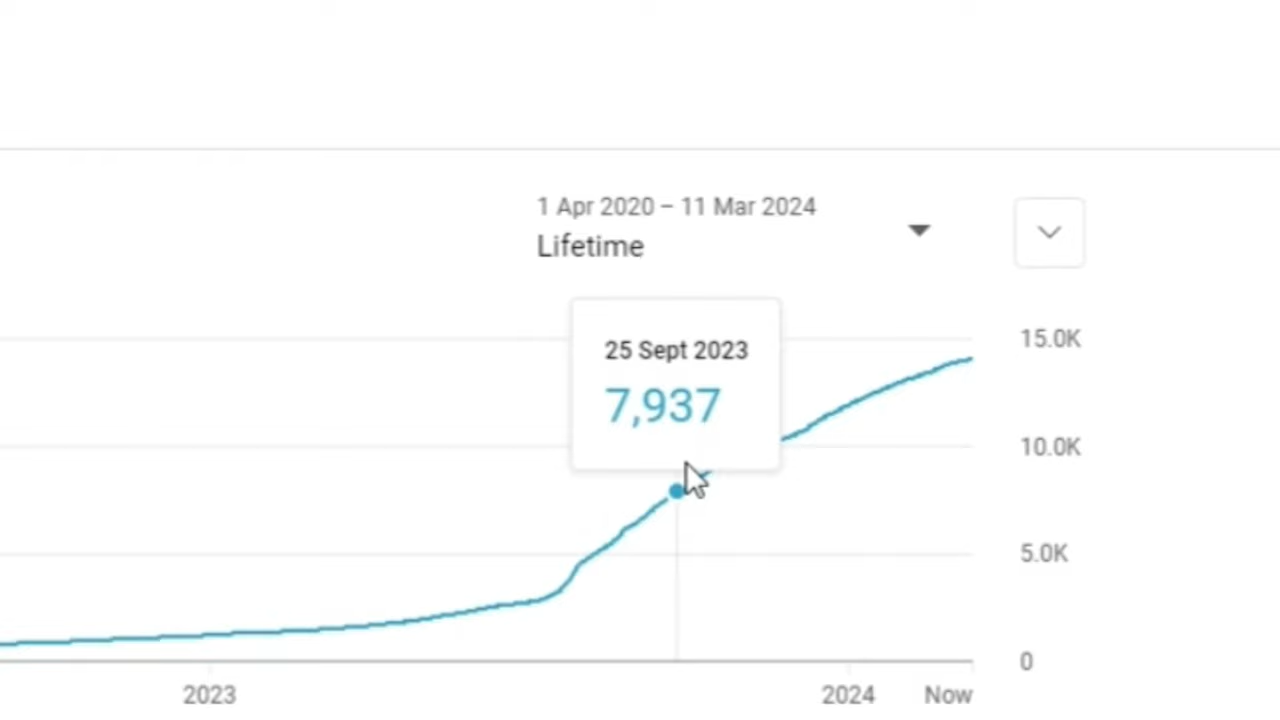 1 Apr 2020 – 11 Mar 2024
Lifetime
25 Sept 2023
7,937
15.0K
10.0K
5.0K
0
2023
2024
Now